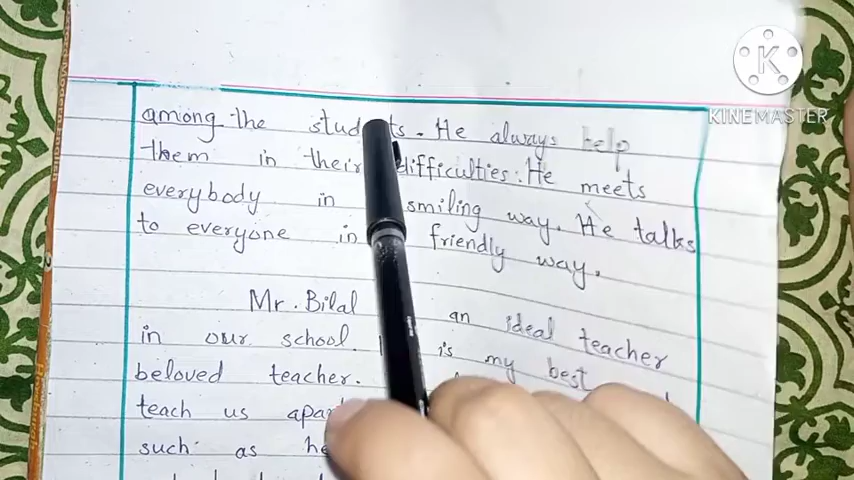 KINEMASTER
among the students. He always help
them in their difficulties. He meets
everybody in smiling way. He talks
to everyone in friendly way.
Mr. Bilal an ideal teacher
in our school. is my best
beloved teacher.
teach us
such as